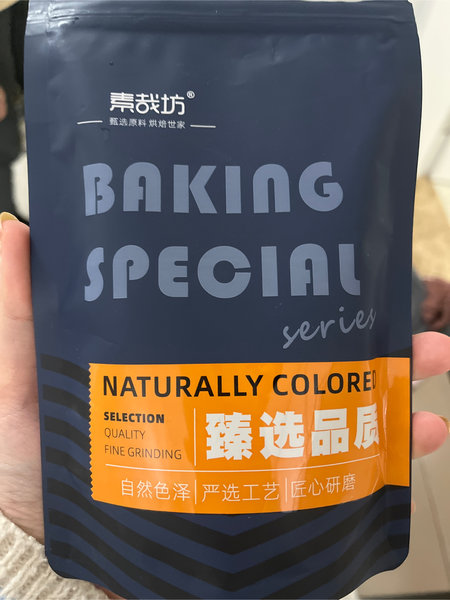 素哉坊®
甄选原料 烘焙世家
BAKING
SPECIAL
series
NATURALLY COLORED
SELECTION
QUALITY
FINE GRINDING
臻选品质
自然色泽|严选工艺|匠心研磨